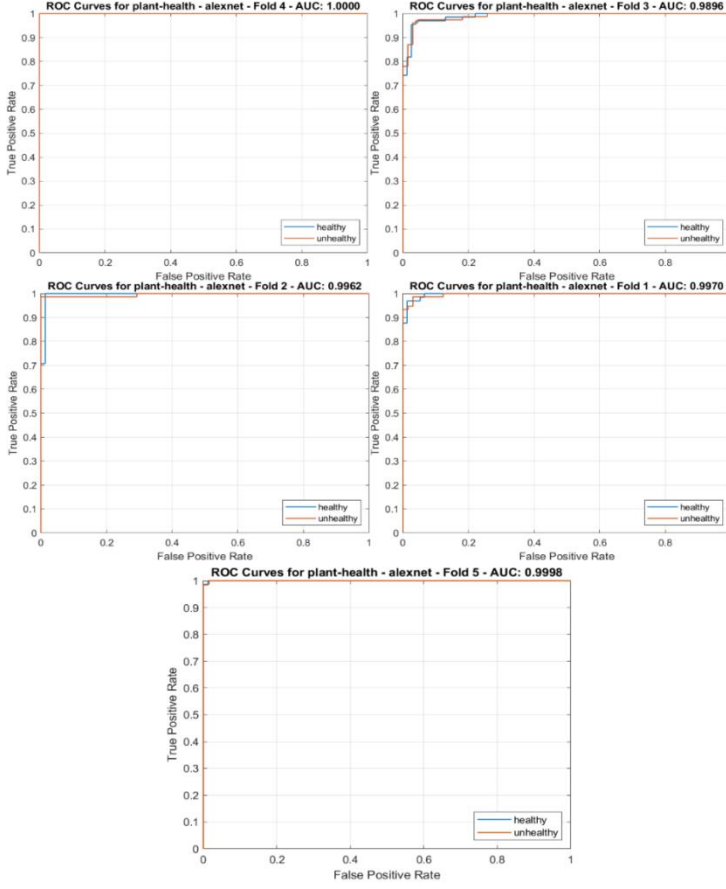 ROC Curves for plant-health - alexnet - Fold 4 - AUC: 1.0000
1
0.9
0.8
0.7
0.6
0.5
0.4
0.3
0.2
0.1
0
True Positive Rate
healthy
unhealthy
0 0.2 0.4 0.6 0.8 1
False Positive Rate
ROC Curves for plant-health - alexnet - Fold 3 - AUC: 0.9896
1
0.9
0.8
0.7
0.6
0.5
0.4
0.3
0.2
0.1
0
True Positive Rate
healthy
unhealthy
0 0.2 0.4 0.6 0.8
False Positive Rate
ROC Curves for plant-health - alexnet - Fold 2 - AUC: 0.9962
1
0.9
0.8
0.7
0.6
0.5
0.4
0.3
0.2
0.1
0
True Positive Rate
healthy
unhealthy
0 0.2 0.4 0.6 0.8 1
False Positive Rate
ROC Curves for plant-health - alexnet - Fold 1 - AUC: 0.9970
1
0.9
0.8
0.7
0.6
0.5
0.4
0.3
0.2
0.1
0
True Positive Rate
healthy
unhealthy
0 0.2 0.4 0.6 0.8
False Positive Rate
ROC Curves for plant-health - alexnet - Fold 5 - AUC: 0.9998
1
0.9
0.8
0.7
0.6
0.5
0.4
0.3
0.2
0.1
0
True Positive Rate
healthy
unhealthy
0 0.2 0.4 0.6 0.8 1
False Positive Rate